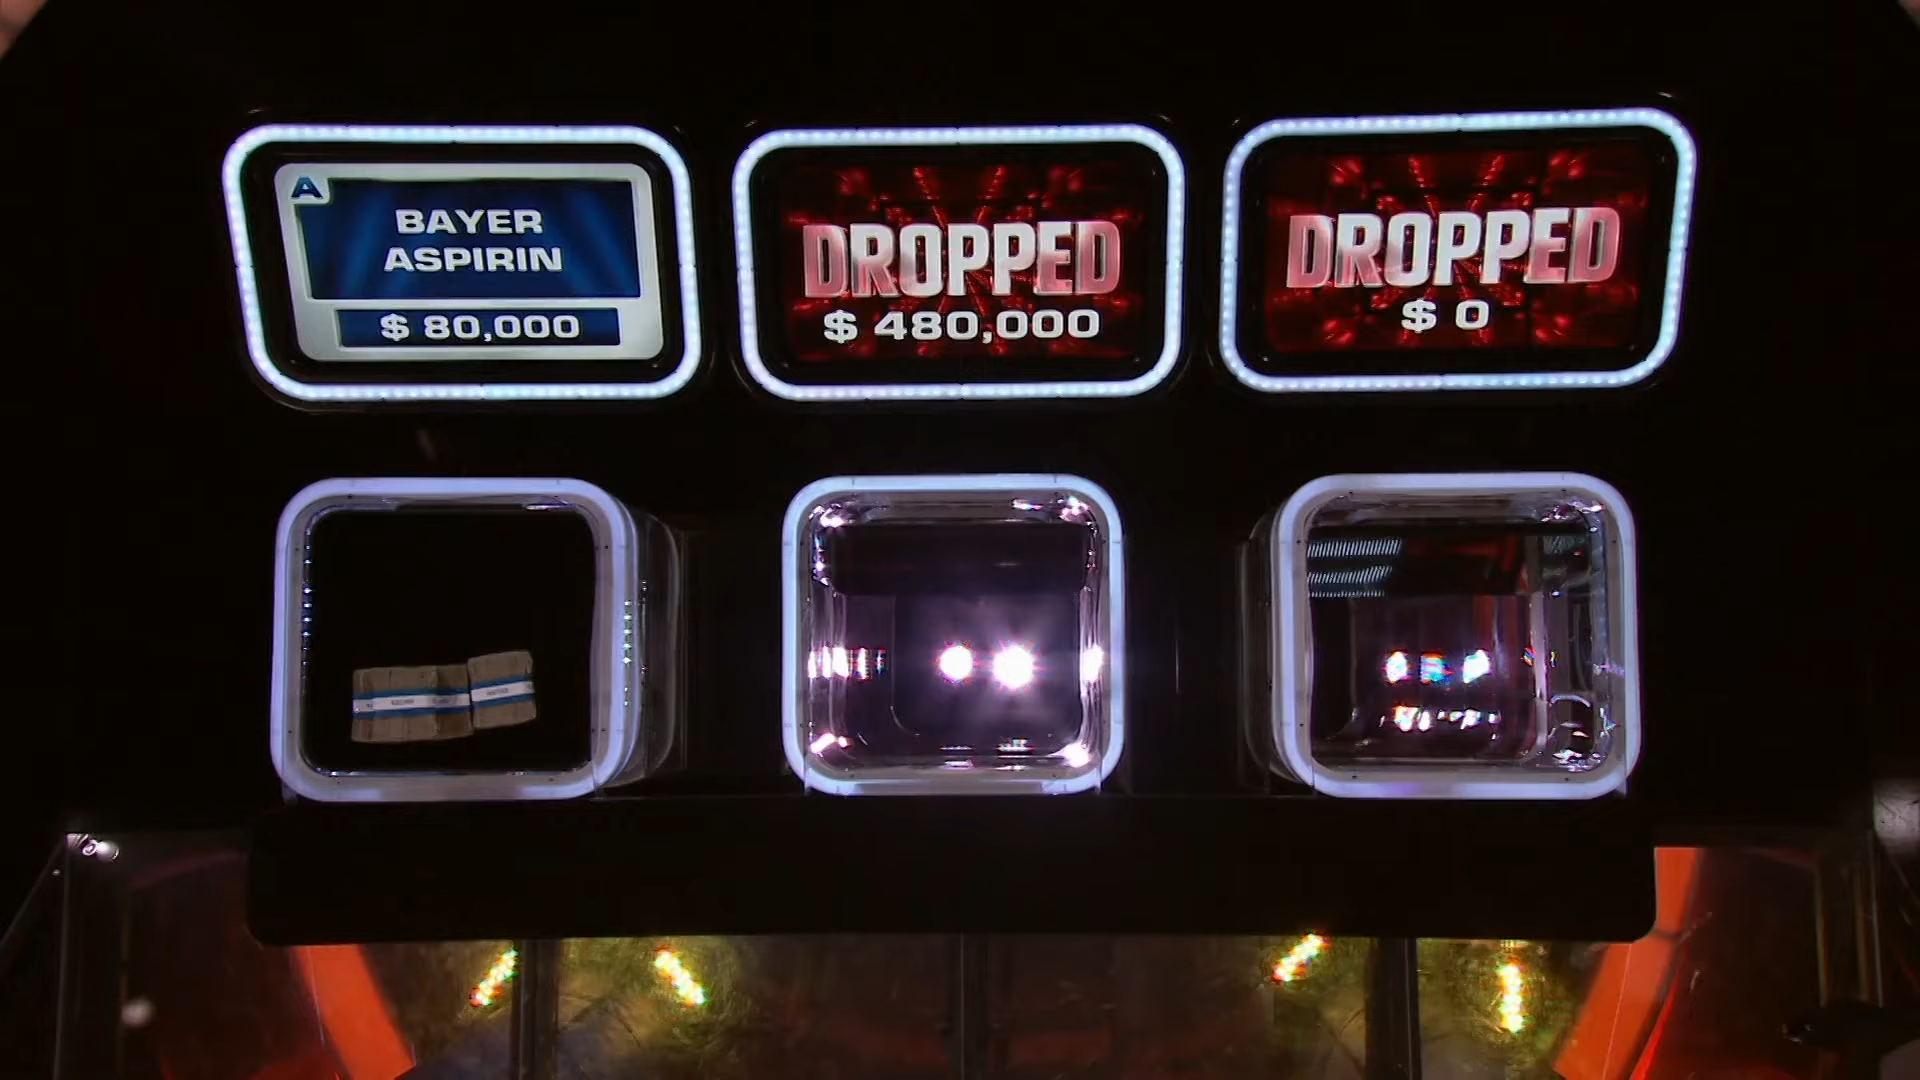 A
BAYER
ASPIRIN
$ 80,000
DROPPED
$ 480,000
DROPPED
$ 0